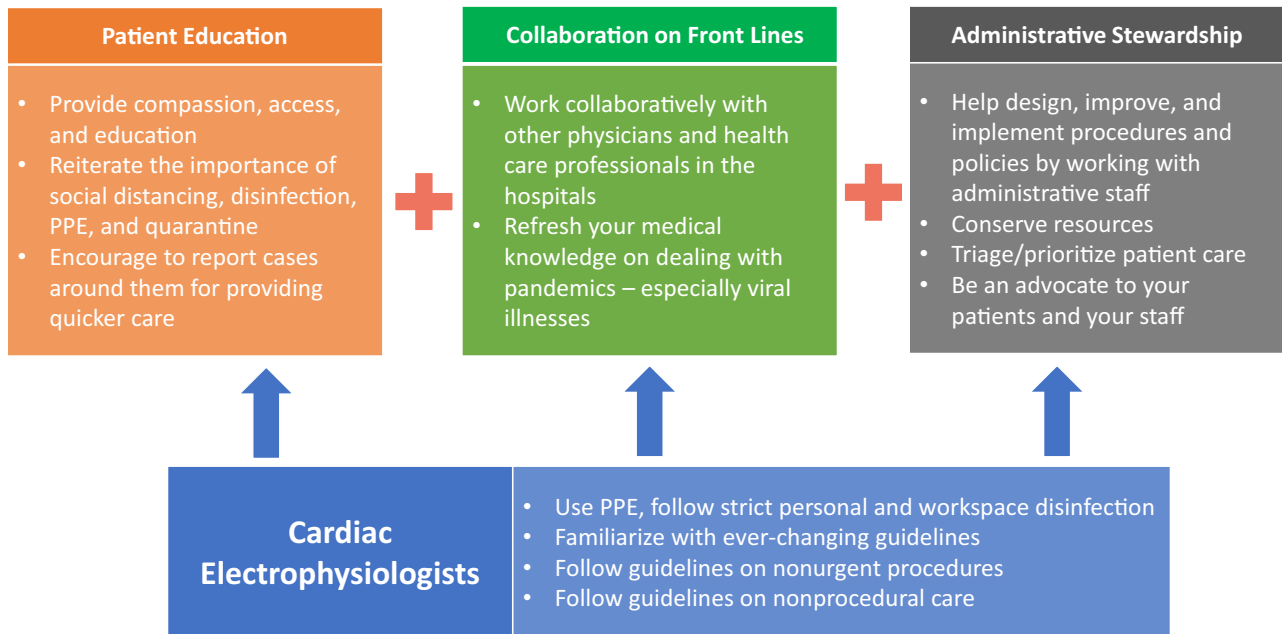 Patient Education
• Provide compassion, access,
and education
• Reiterate the importance of
social distancing, disinfection,
PPE, and quarantine
• Encourage to report cases
around them for providing
quicker care
Collaboration on Front Lines
• Work collaboratively with
other physicians and health
care professionals in the
hospitals
• Refresh your medical
knowledge on dealing with
pandemics – especially viral
illnesses
Administrative Stewardship
• Help design, improve, and
implement procedures and
policies by working with
administrative staff
• Conserve resources
• Triage/prioritize patient care
• Be an advocate to your
patients and your staff
Cardiac
Electrophysiologists
• Use PPE, follow strict personal and workspace disinfection
• Familiarize with ever-changing guidelines
• Follow guidelines on nonurgent procedures
• Follow guidelines on nonprocedural care